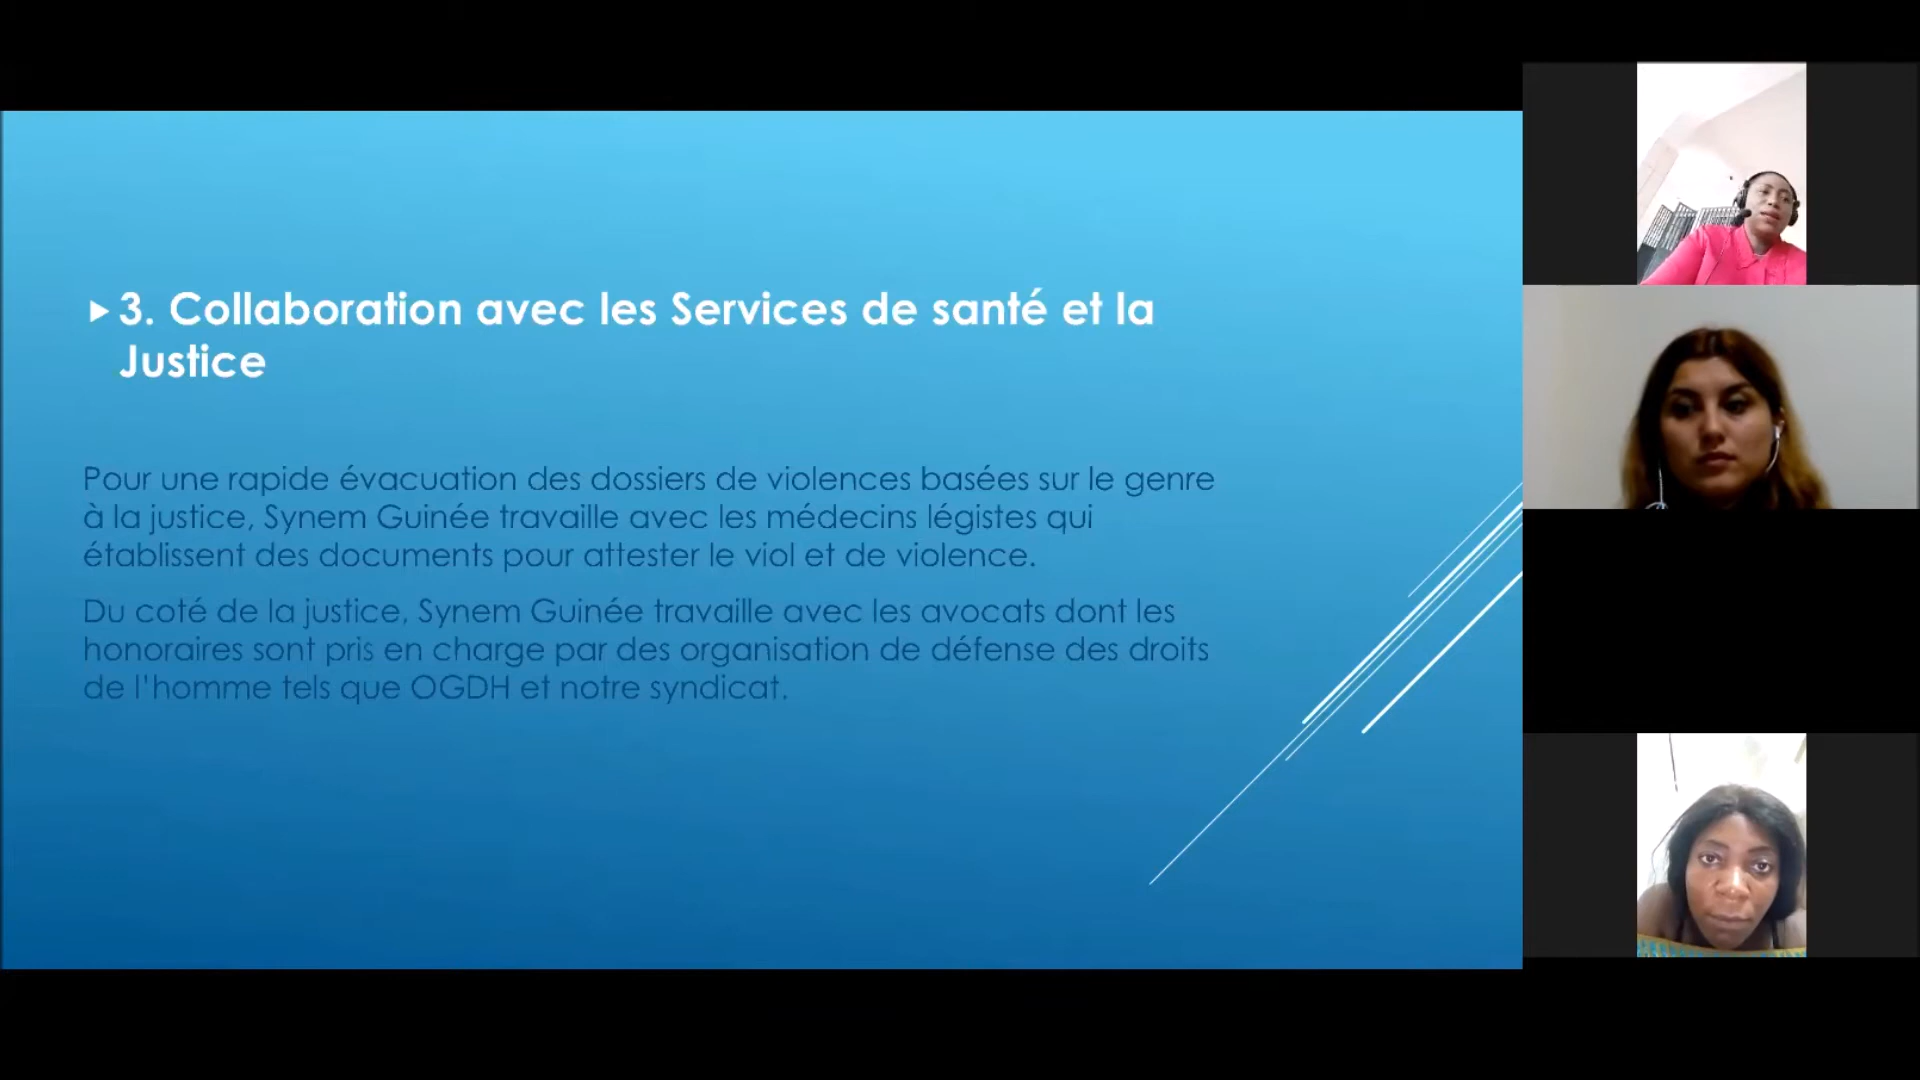 3. Collaboration avec les Services de santé et la
Justice
Pour une rapide évacuation des dossiers de violences basées sur le genre
à la justice, Synem Guinée travaille avec les médecins légistes qui
établissent des documents pour attester le viol et de violence.
Du coté de la justice, Synem Guinée travaille avec les avocats dont les
honoraires sont pris en charge par des organisation de défense des droits
de l'homme tels que OGDH et notre syndicat.